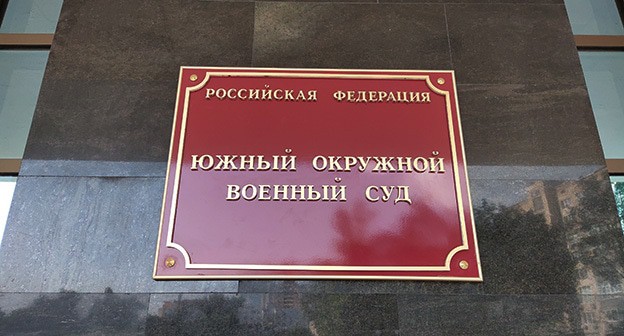 РОССИЙСКАЯ ФЕДЕРАЦИЯ
ЮЖНЫЙ ОКРУЖНОЙ
ВОЕННЫЙ СУД